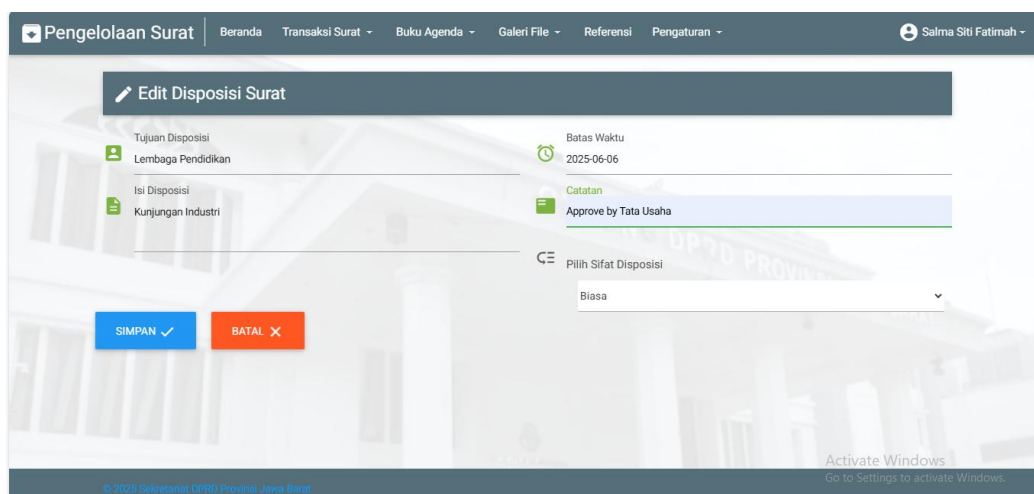 Pengelolaan Surat
Beranda
Transaksi Surat
Buku Agenda
Galeri File
Referensi
Pengaturan
Salma Siti Fatimah
Edit Disposisi Surat
Tujuan Disposisi
Lembaga Pendidikan
Batas Waktu
2025-06-06
Isi Disposisi
Kunjungan Industri
Catatan
Approve by Tata Usaha
Pilih Sifat Disposisi
Biasa
SIMPAN
BATAL
Activate Windows
Go to Settings to activate Windows.
© 2025 Sekretariat DPRD Provinsi Jawa Barat